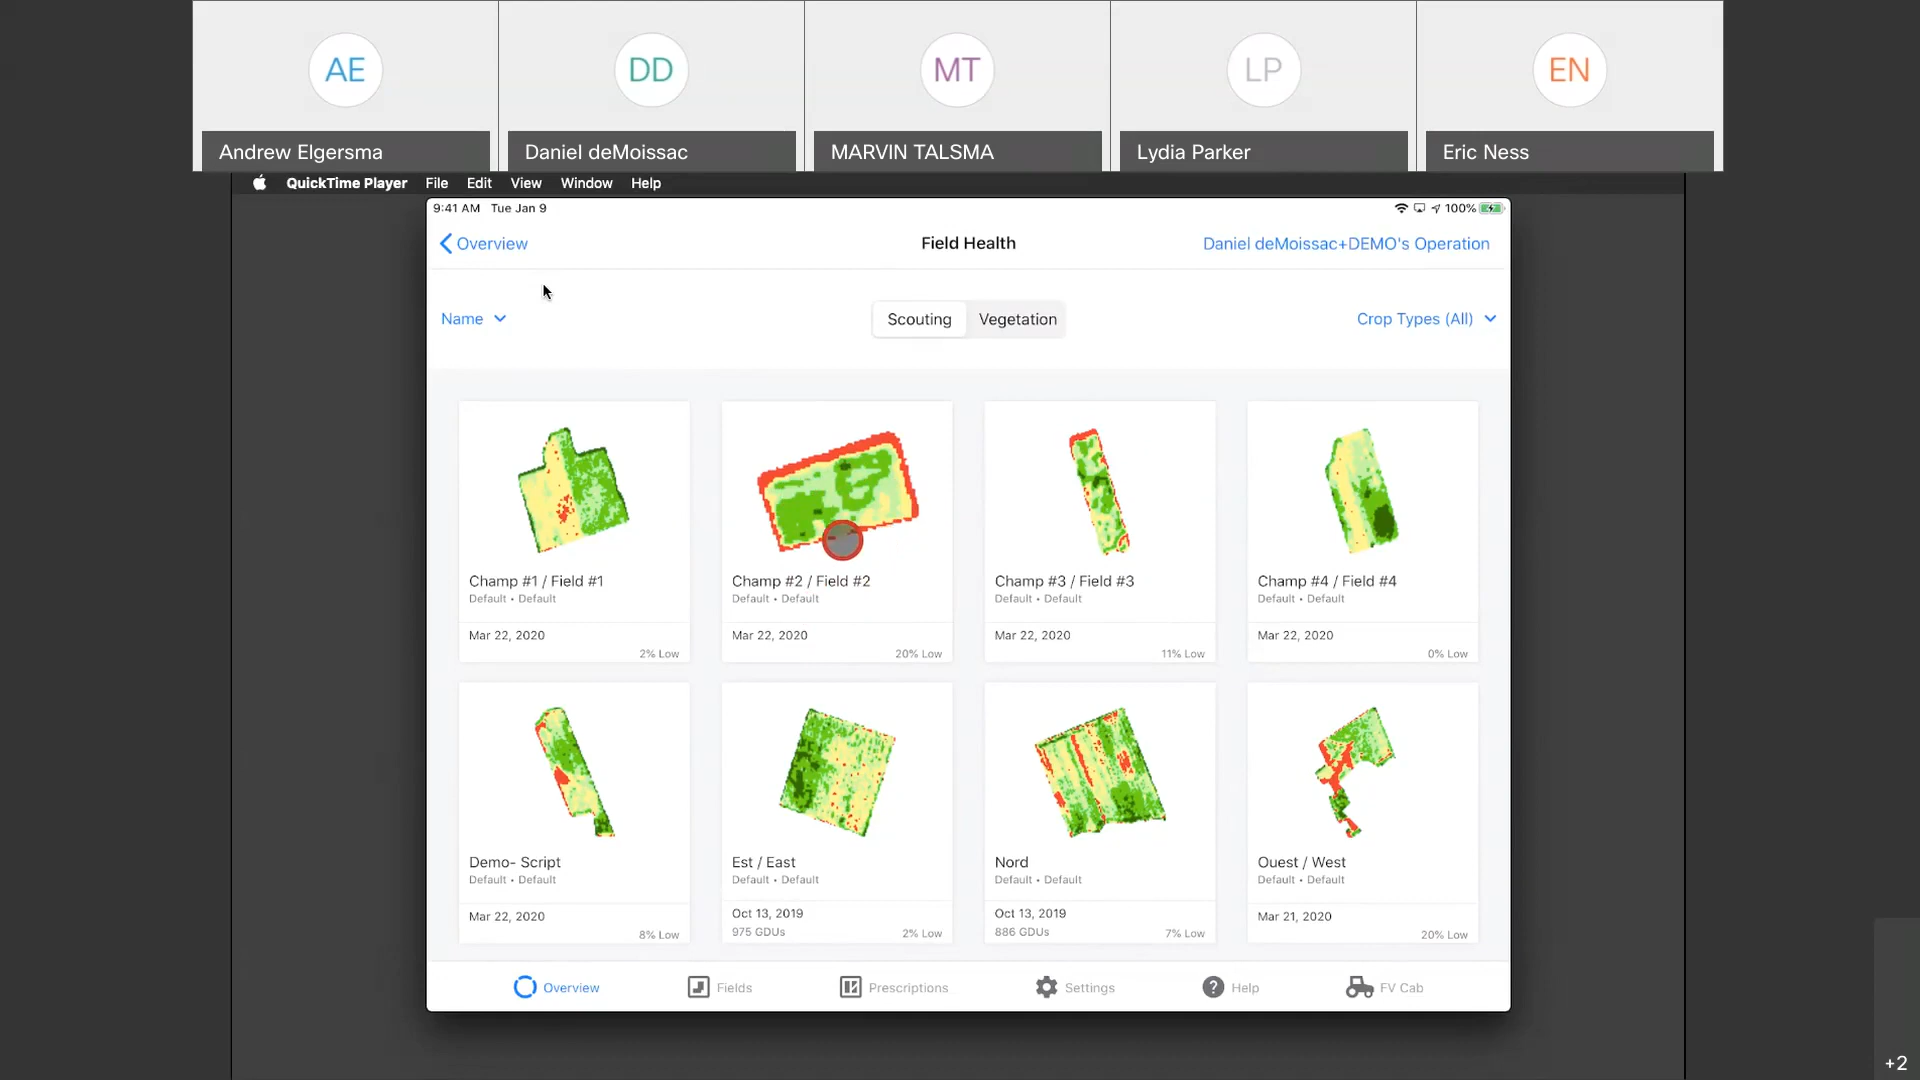 AE
DD
MT
LP
EN
Andrew Elgersma
Daniel deMoissac
MARVIN TALSMA
Lydia Parker
Eric Ness
QuickTime Player File Edit View Window Help
9:41 AM Tue Jan 9
100%
Overview
Field Health
Daniel deMoissac+DEMO's Operation
Name
Scouting
Vegetation
Crop Types (All)
Champ #1 / Field #1
Default • Default
Mar 22, 2020
2% Low
Champ #2 / Field #2
Default • Default
Mar 22, 2020
20% Low
Champ #3 / Field #3
Default • Default
Mar 22, 2020
11% Low
Champ #4 / Field #4
Default • Default
Mar 22, 2020
0% Low
Demo- Script
Default • Default
Mar 22, 2020
8% Low
Est / East
Default • Default
Oct 13, 2019
975 GDUs
2% Low
Nord
Default • Default
Oct 13, 2019
886 GDUs
7% Low
Ouest / West
Default • Default
Mar 21, 2020
20% Low
Overview
Fields
Prescriptions
Settings
Help
FV Cab
+2